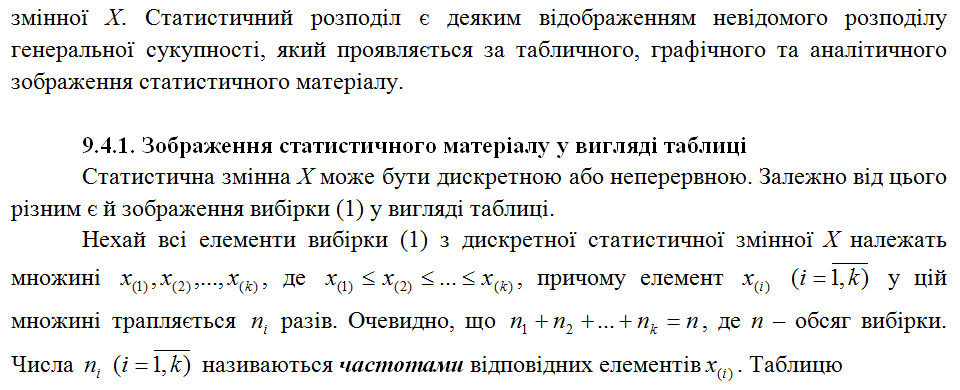 змінної X. Статистичний розподіл є деяким відображенням невідомого розподілу
генеральної сукупності, який проявляється за табличного, графічного та аналітичного
зображення статистичного матеріалу.
9.4.1. Зображення статистичного матеріалу у вигляді таблиці
Статистична змінна X може бути дискретною або неперервною. Залежно від цього
різним є й зображення вибірки (1) у вигляді таблиці.
Нехай всі елементи вибірки (1) з дискретної статистичної змінної X належать
множині $x_{(1)}, x_{(2)}, ..., x_{(k)}$, де $x_{(1)} \leq x_{(2)} \leq ... \leq x_{(k)}$, причому елемент $x_{(i)}$ $(i = \overline{1, k})$ у цій
множині трапляється $n_i$ разів. Очевидно, що $n_1 + n_2 + ... + n_k = n$, де n – обсяг вибірки.
Числа $n_i$ $(i = \overline{1, k})$ називаються частотами відповідних елементів $x_{(i)}$. Таблицю